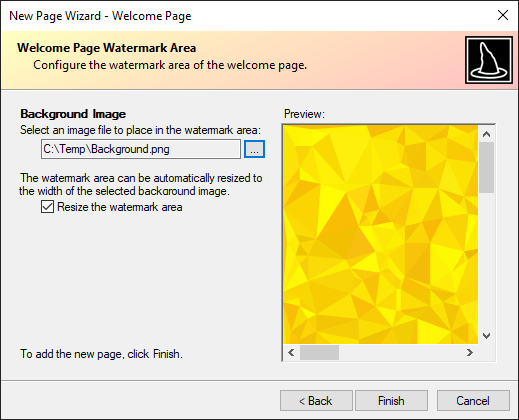 New Page Wizard - Welcome Page
Welcome Page Watermark Area
Configure the watermark area of the welcome page.
Background Image
Select an image file to place in the watermark area:
C:\Temp\Background.png
...
The watermark area can be automatically resized to
the width of the selected background image.
Resize the watermark area
Preview:
To add the new page, click Finish.
< Back
Finish
Cancel